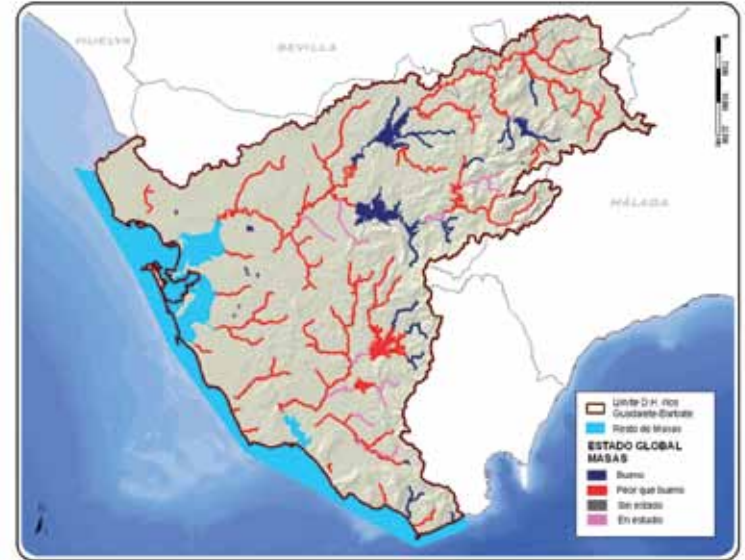 HUELVA
SEVILLA
MÁLAGA
Límite D.H. ríos
Guadalete-Barbate
Resto de Masas
ESTADO GLOBAL
MASAS
Bueno
Peor que bueno
Sin estado
En estudio